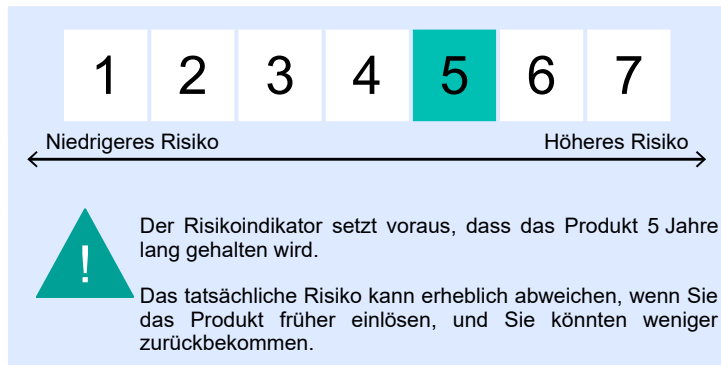 1 2 3 4 5 6 7
Niedrigeres Risiko Höheres Risiko
!
Der Risikoindikator setzt voraus, dass das Produkt 5 Jahre
lang gehalten wird.
Das tatsächliche Risiko kann erheblich abweichen, wenn Sie
das Produkt früher einlösen, und Sie könnten weniger
zurückbekommen.